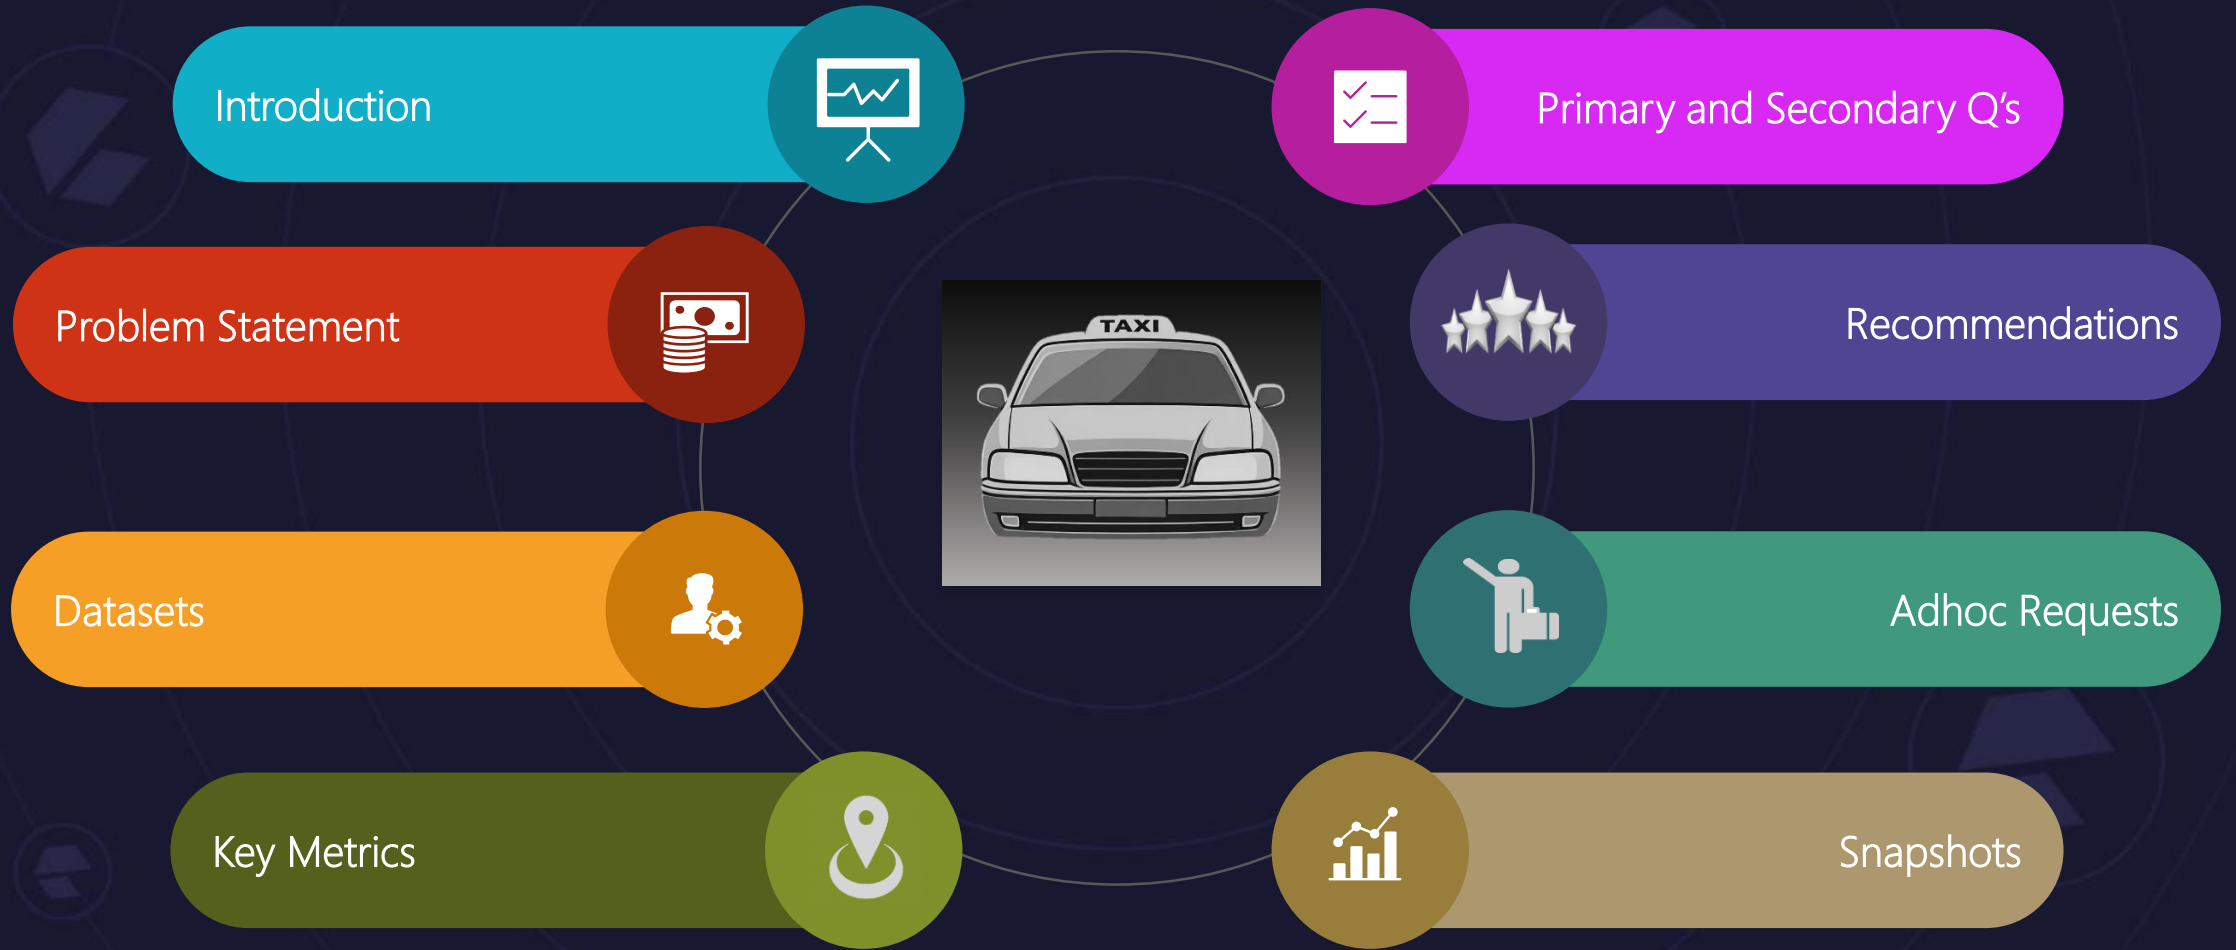 Introduction
Problem Statement
Datasets
Key Metrics
TAXI
Primary and Secondary Q’s
Recommendations
Adhoc Requests
Snapshots